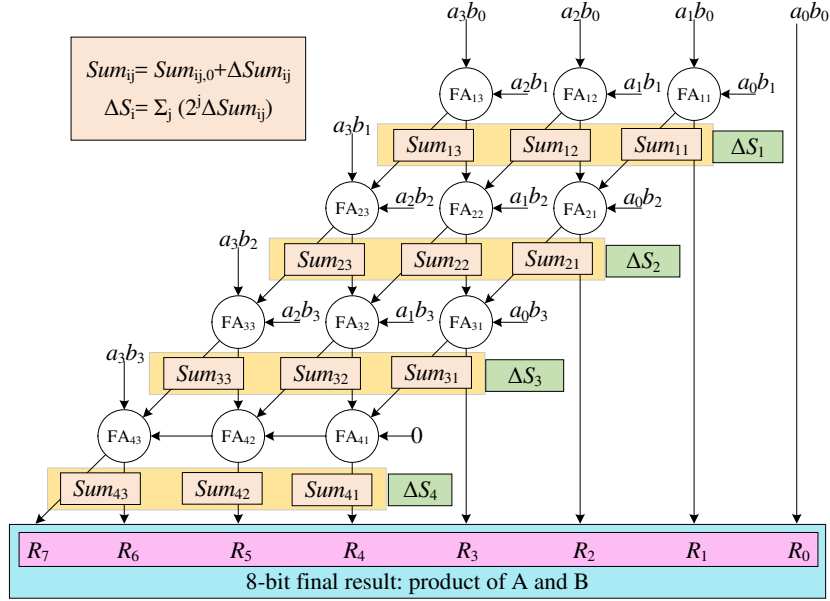 a₃b₀ a₂b₀ a₁b₀ a₀b₀
Sumᵢⱼ= Sumᵢⱼ,₀+ΔSumᵢⱼ
ΔSᵢ= Σⱼ (2ʲΔSumᵢⱼ)
FA₁₃ a₂b₁ FA₁₂ a₁b₁ FA₁₁ a₀b₁
a₃b₁
Sum₁₃ Sum₁₂ Sum₁₁ ΔS₁
FA₂₃ a₂b₂ FA₂₂ a₁b₂ FA₂₁ a₀b₂
a₃b₂
Sum₂₃ Sum₂₂ Sum₂₁ ΔS₂
FA₃₃ a₂b₃ FA₃₂ a₁b₃ FA₃₁ a₀b₃
a₃b₃
Sum₃₃ Sum₃₂ Sum₃₁ ΔS₃
FA₄₃ FA₄₂ FA₄₁ 0
Sum₄₃ Sum₄₂ Sum₄₁ ΔS₄
R₇ R₆ R₅ R₄ R₃ R₂ R₁ R₀
8-bit final result: product of A and B